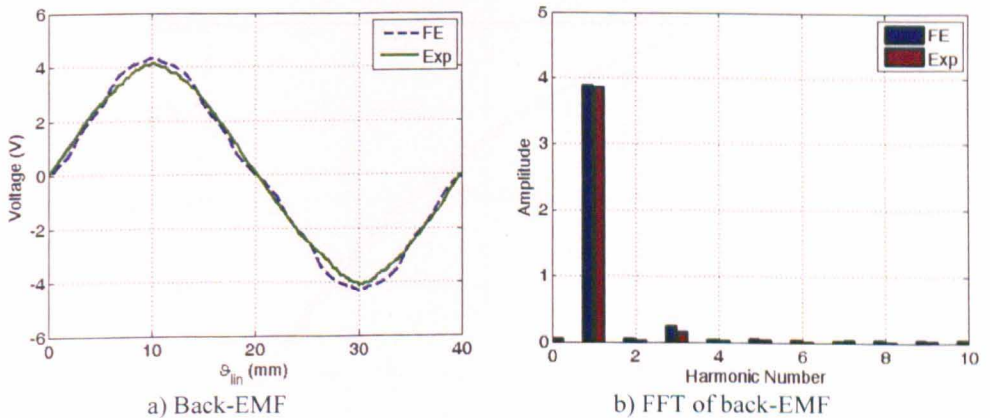 6
4
2
0
-2
-4
-6
Voltage (V)
FE
Exp
0
10
20
30
40
ϑlin (mm)
a) Back-EMF
5
4
3
2
1
0
Amplitude
FE
Exp
0
2
4
6
8
10
Harmonic Number
b) FFT of back-EMF